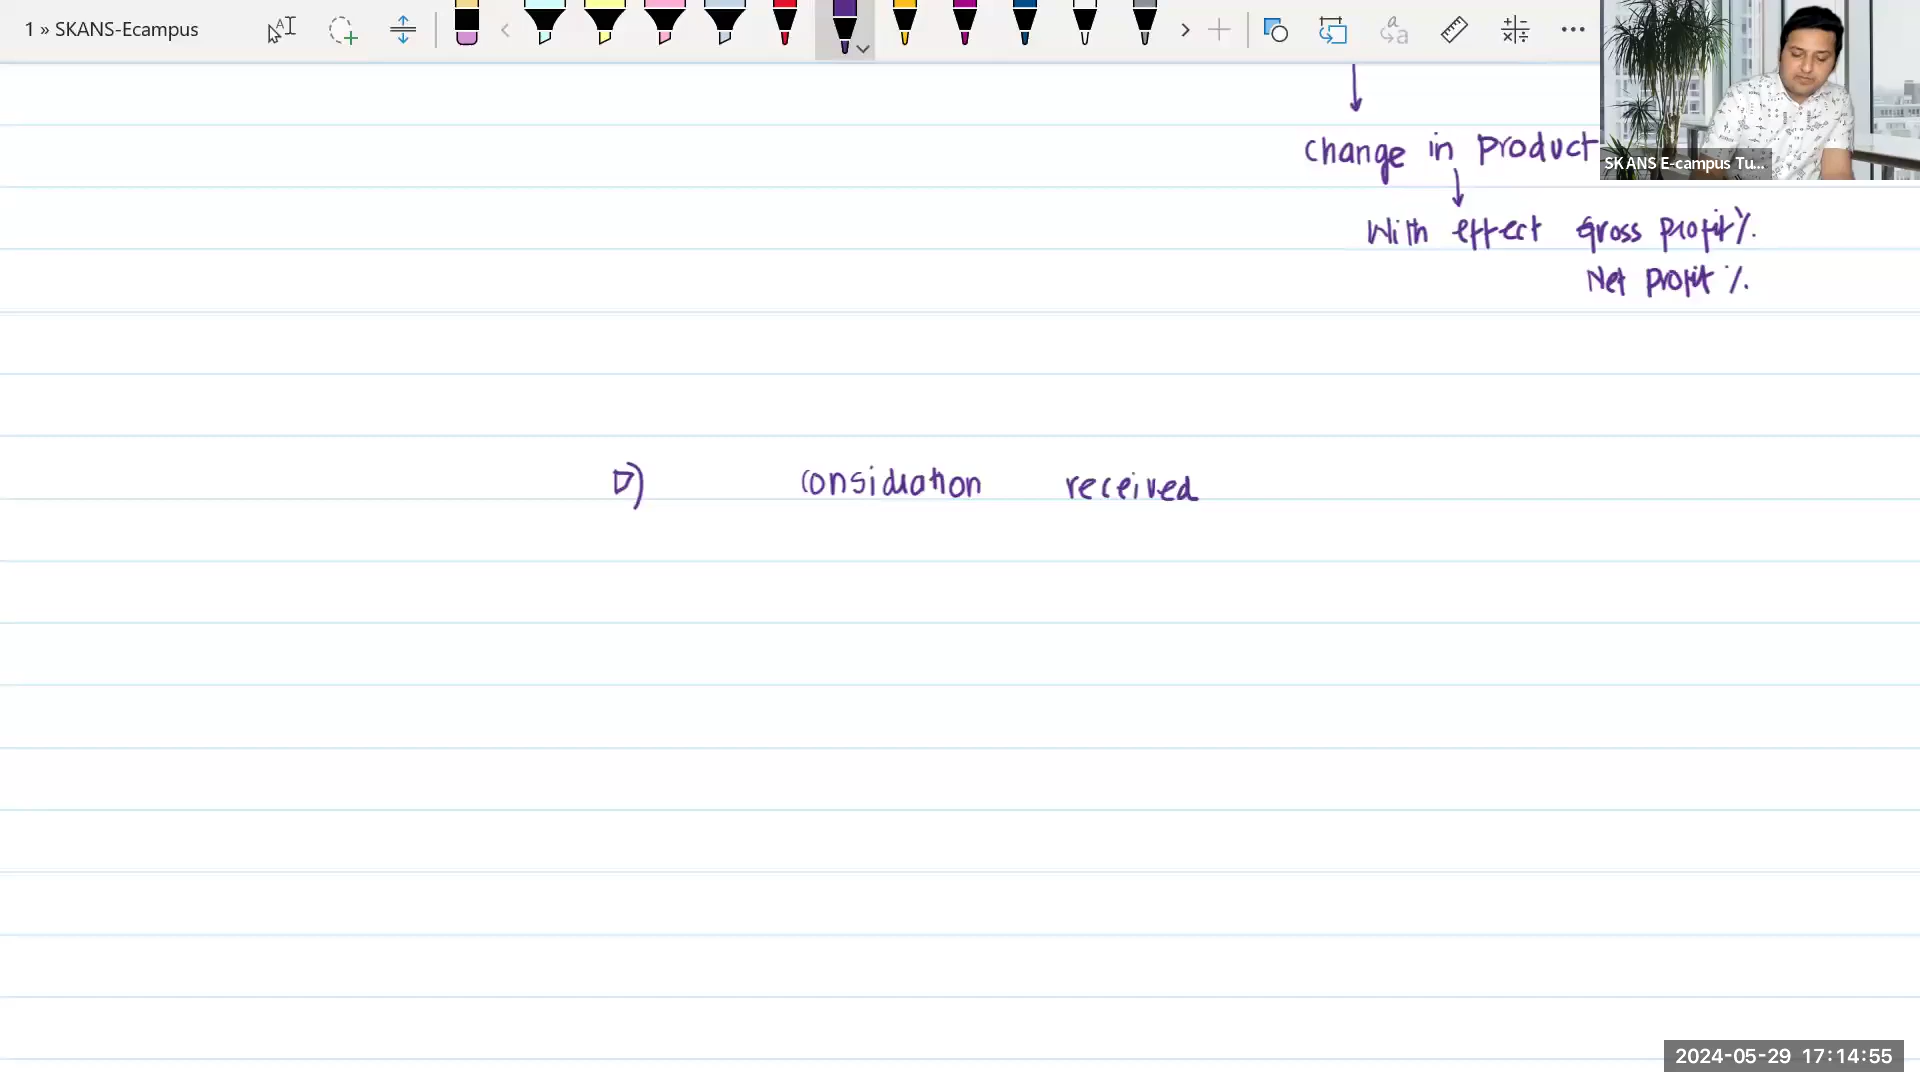 1 » SKANS-Ecampus
Change in product
SKANS E-campus Tu...
With effect Gross profit%.
Net profit %.
D) Considration received
2024-05-29 17:14:55